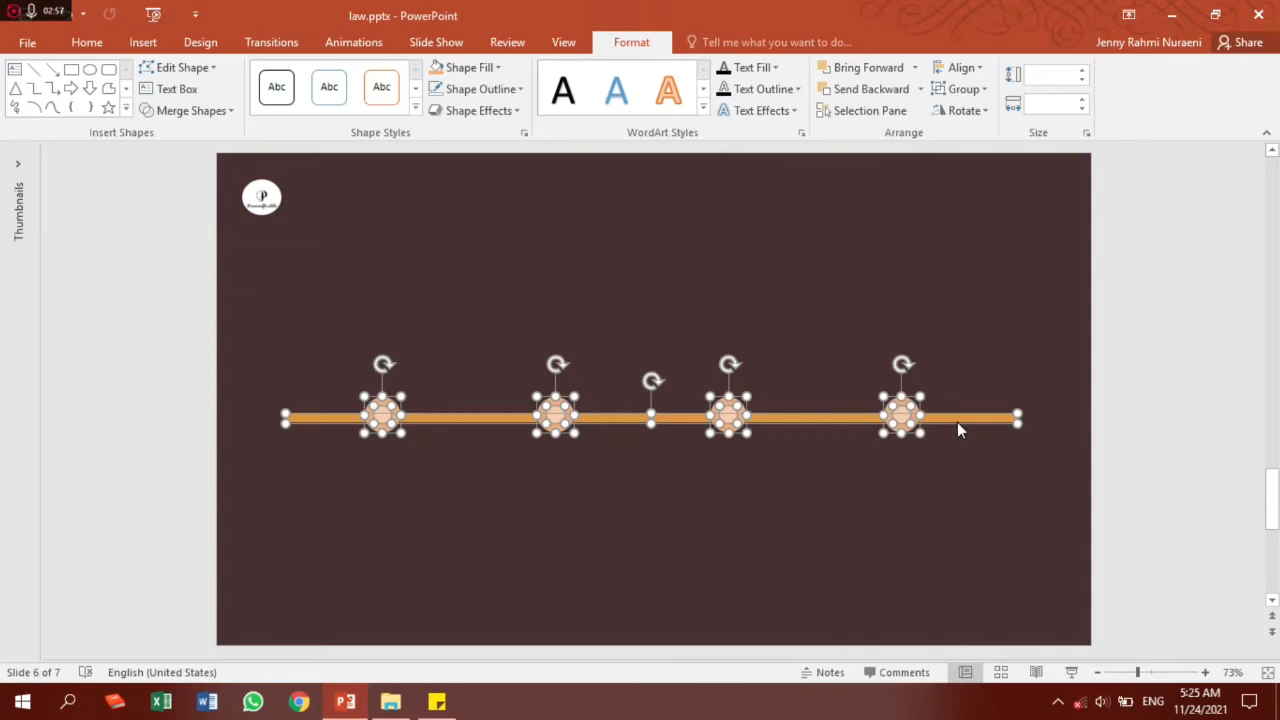 02:57
law.pptx - PowerPoint
File Home Insert Design Transitions Animations Slide Show Review View Format Tell me what you want to do... Jenny Rahmi Nuraeni Share
Edit Shape
Text Box
Merge Shapes
Insert Shapes
Abc Abc Abc
Shape Fill
Shape Outline
Shape Effects
Shape Styles
A A A
Text Fill
Text Outline
Text Effects
WordArt Styles
Bring Forward
Send Backward
Selection Pane
Align
Group
Rotate
Arrange
Size
Thumbnails
P
Slide 6 of 7 English (United States) Notes Comments 73%
ENG
5:25 AM
11/24/2021